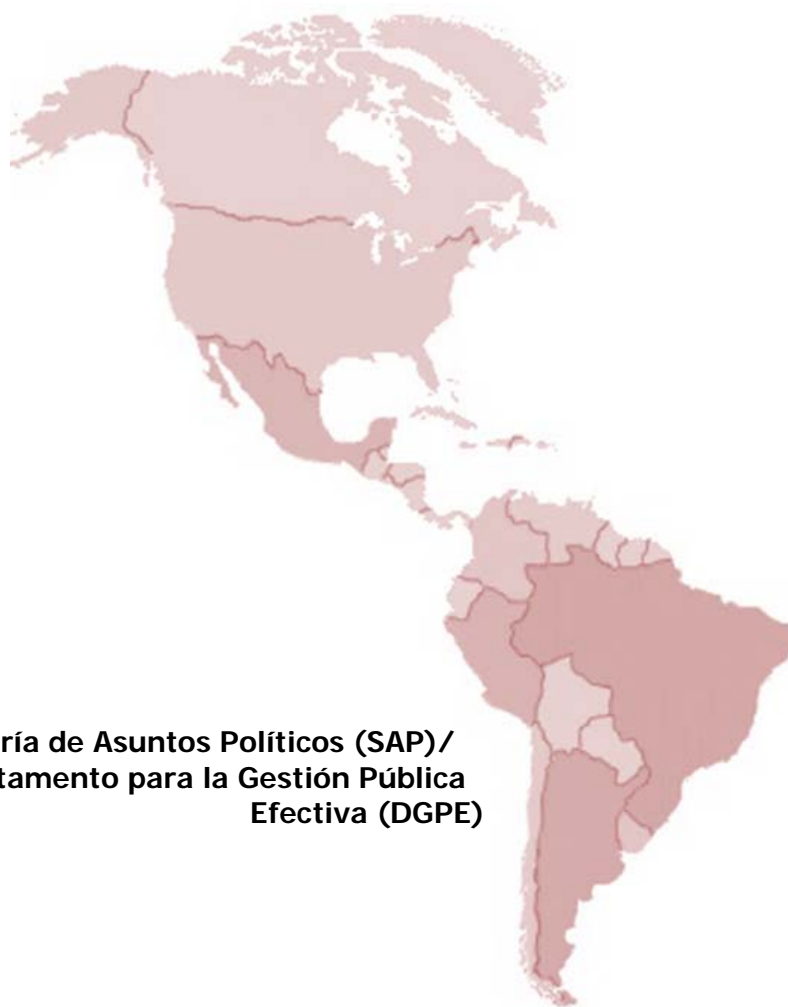 ría de Asuntos Políticos (SAP)/
tamento para la Gestión Pública
Efectiva (DGPE)